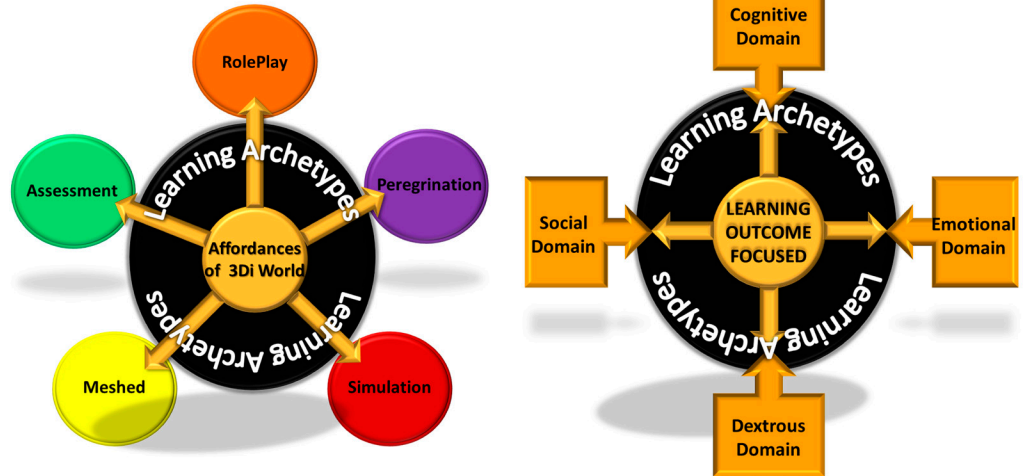 RolePlay
Learning Archetypes
Assessment
Peregrination
Affordances
of 3Di World
Learning Archetypes
Meshed
Simulation
Cognitive
Domain
Learning Archetypes
Social
Domain
LEARNING
OUTCOME
FOCUSED
Emotional
Domain
Learning Archetypes
Dextrous
Domain